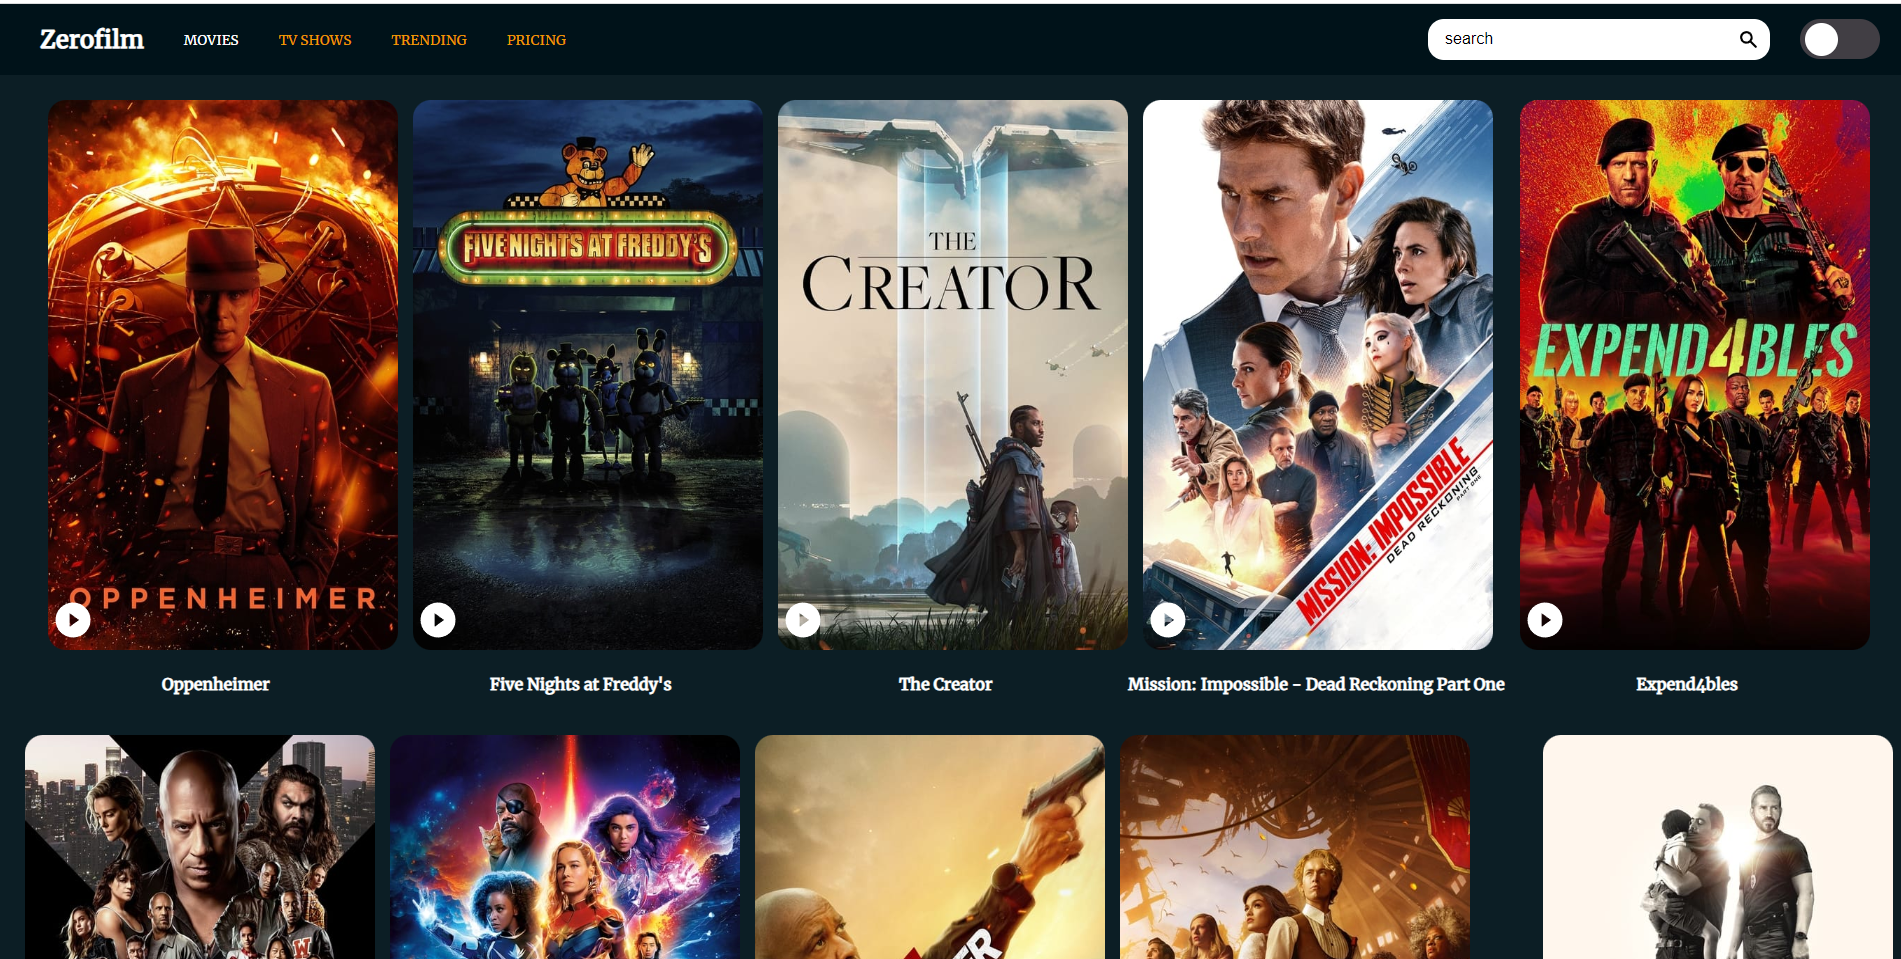 Zerofilm MOVIES TV SHOWS TRENDING PRICING search
OPPENHEIMER
FIVE NIGHTS AT FREDDY'S
THE
CREATOR
MISSION: IMPOSSIBLE
DEAD RECKONING
PART ONE
EXPEND4BLES
Oppenheimer Five Nights at Freddy's The Creator Mission: Impossible - Dead Reckoning Part One Expend4bles
W